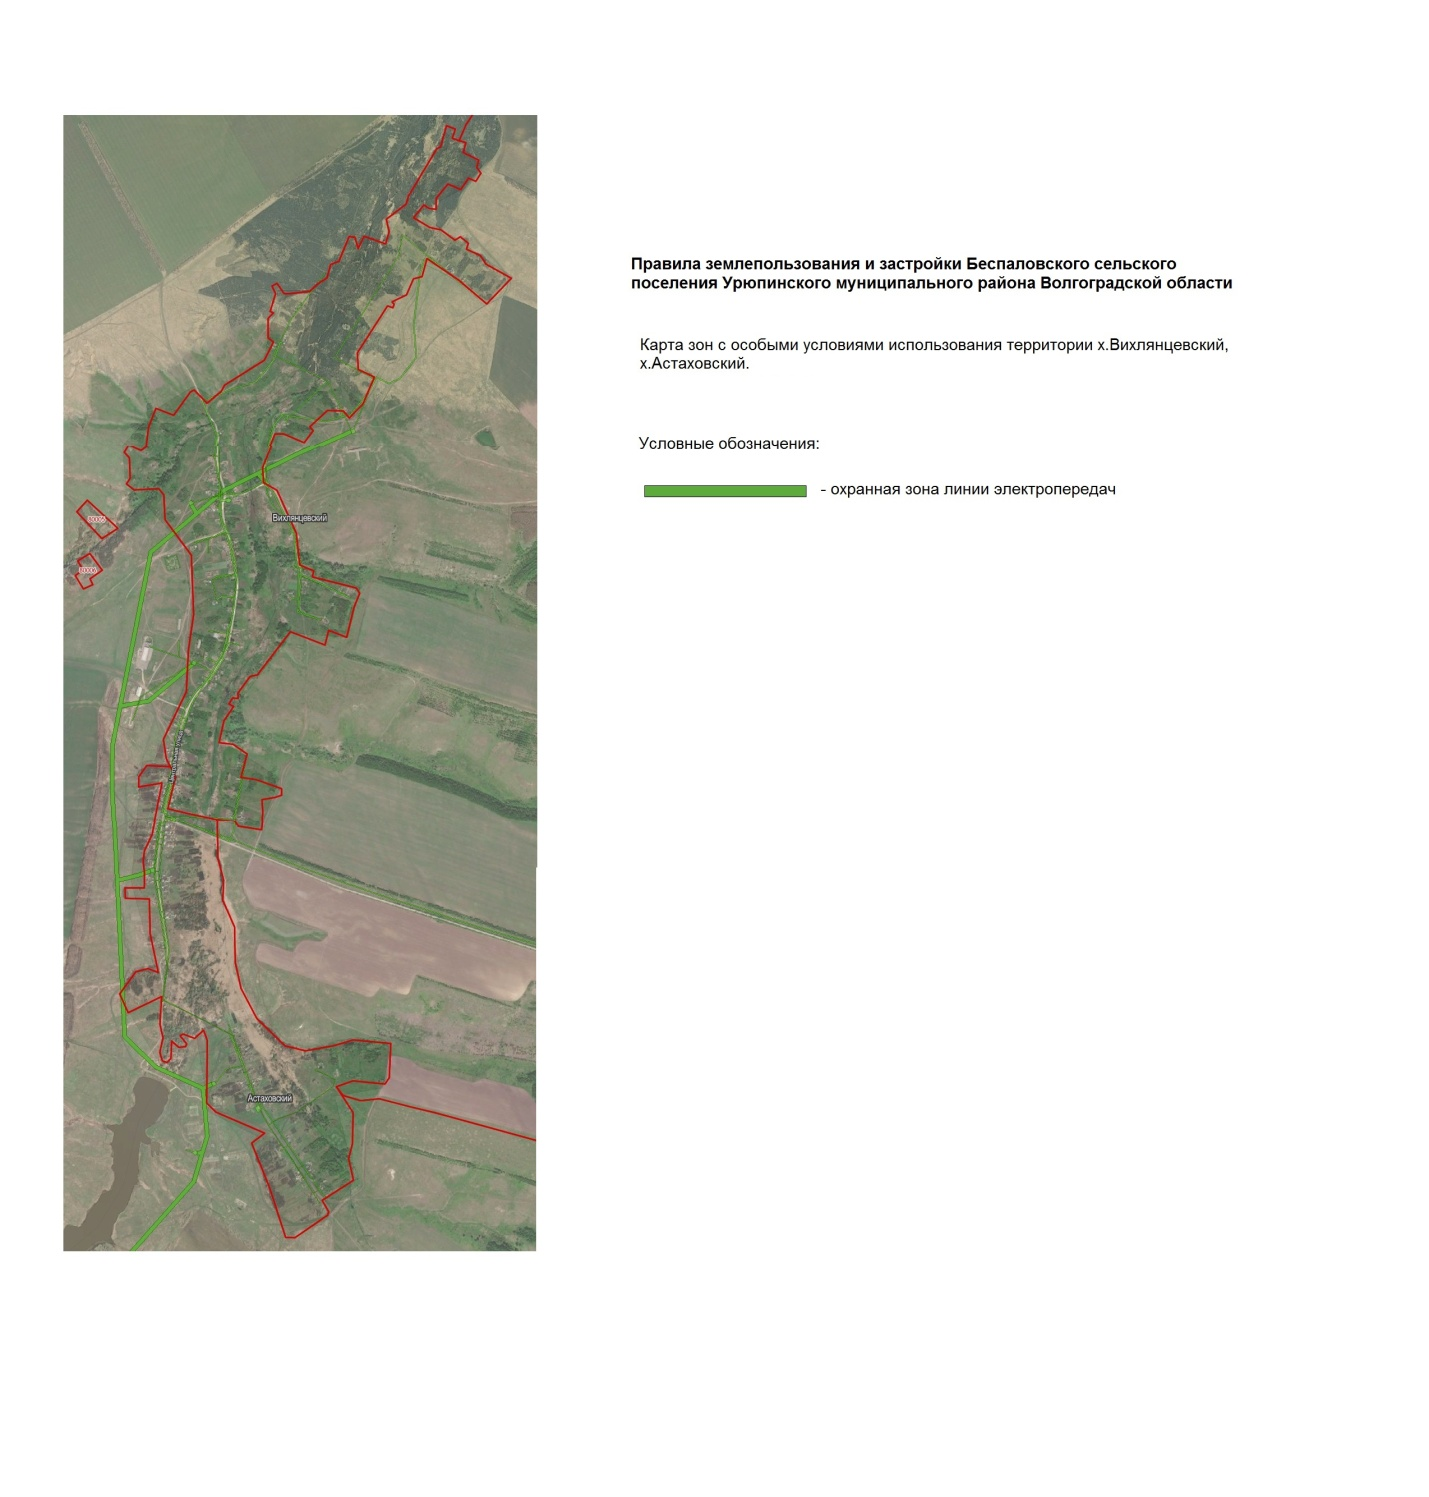 Правила землепользования и застройки Беспаловского сельского
поселения Урюпинского муниципального района Волгоградской области
Карта зон с особыми условиями использования территории х.Вихлянцевский,
х.Астаховский.
Условные обозначения:
- охранная зона линии электропередач
Вихлянцевский
Астаховский